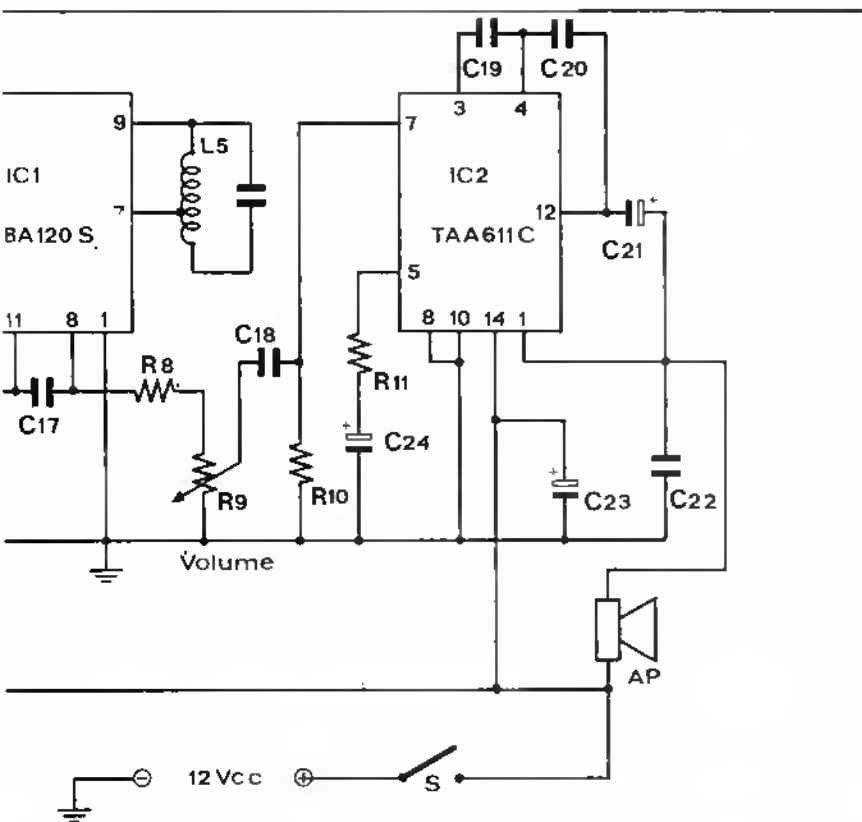 C19
C20
9
L5
7
3
4
IC1
7
IC2
12
BA120 S.
TAA611C
+
C21
5
11
8
1
8
10
14
1
C18
R8
R11
C17
+
C24
R9
R10
+
C23
C22
Volume
AP
−
12 Vcc
+
S